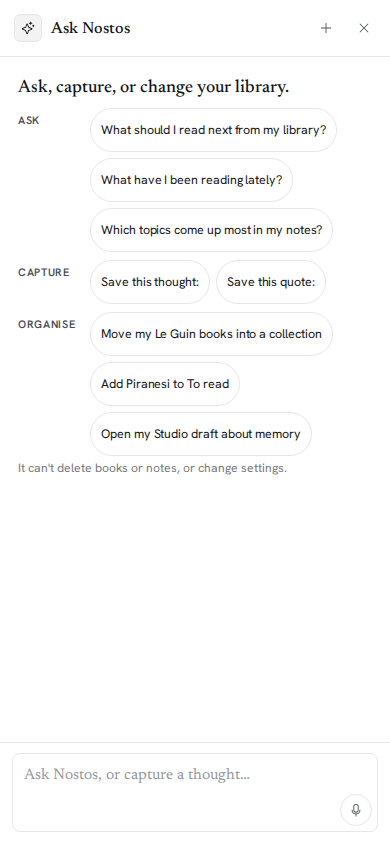 Ask Nostos
Ask, capture, or change your library.
ASK
What should I read next from my library?
What have I been reading lately?
Which topics come up most in my notes?
CAPTURE
Save this thought:
Save this quote:
ORGANISE
Move my Le Guin books into a collection
Add Piranesi to To read
Open my Studio draft about memory
It can't delete books or notes, or change settings.
Ask Nostos, or capture a thought...